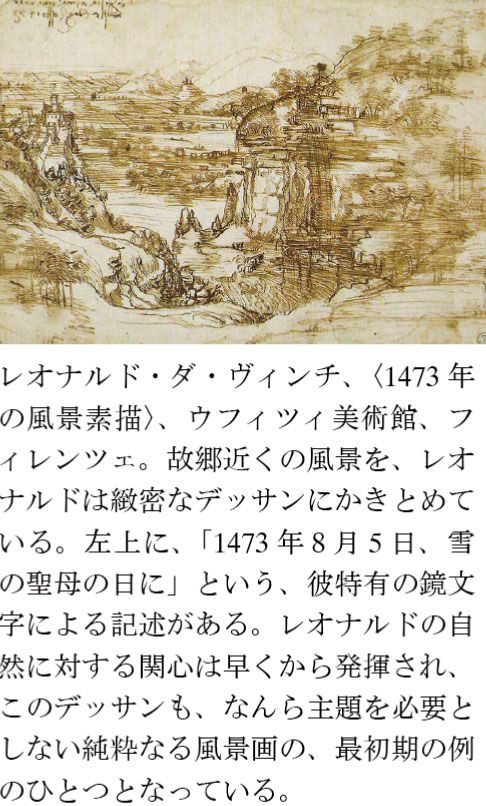 レオナルド・ダ・ヴィンチ、〈1473 年
の風景素描〉、ウフィツィ美術館、フ
ィレンツェ。故郷近くの風景を、レオ
ナルドは緻密なデッサンにかきとめて
いる。左上に、「1473 年 8 月 5 日、雪
の聖母の日に」という、彼特有の鏡文
字による記述がある。レオナルドの自
然に対する関心は早くから発揮され、
このデッサンも、なんら主題を必要と
しない純粋なる風景画の、最初期の例
のひとつとなっている。